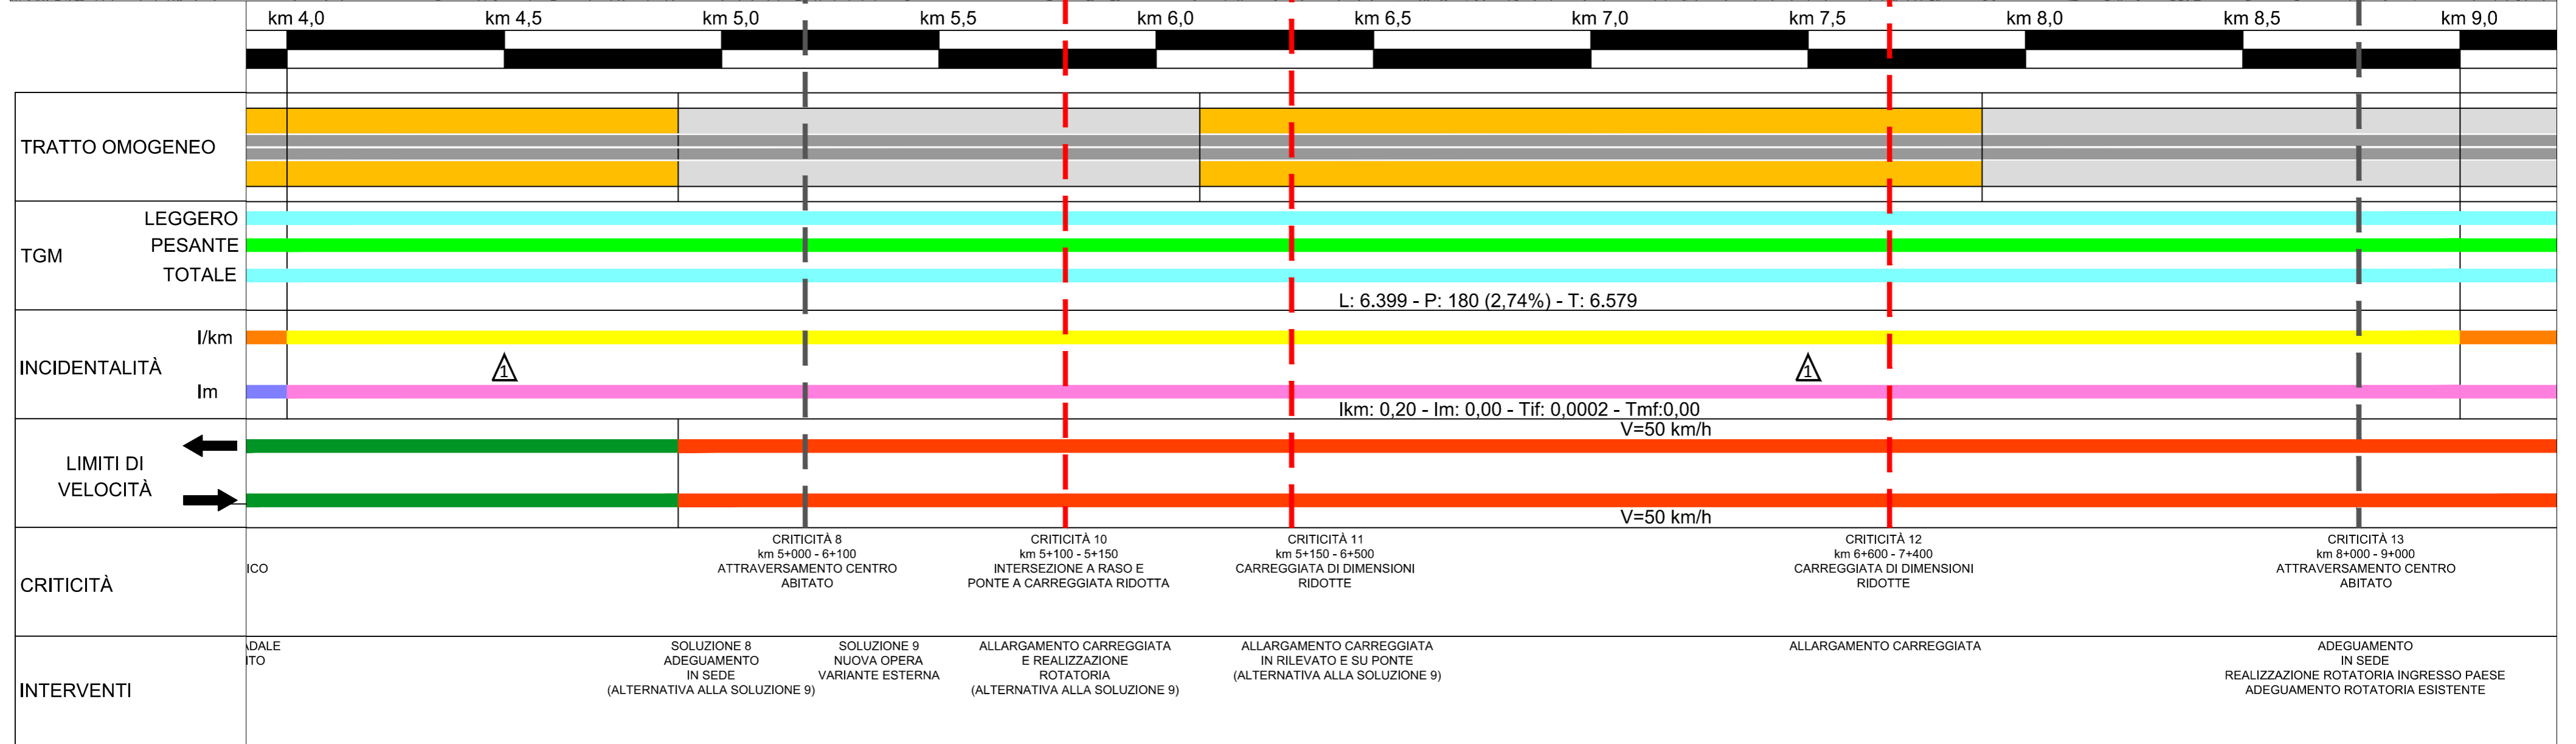 km 4,0 km 4,5 km 5,0 km 5,5 km 6,0 km 6,5 km 7,0 km 7,5 km 8,0 km 8,5 km 9,0
TRATTO OMOGENEO
TGM
LEGGERO
PESANTE
TOTALE
L: 6.399 - P: 180 (2,74%) - T: 6.579
INCIDENTALITÀ
I/km
1 1
Im
Ikm: 0,20 - Im: 0,00 - Tif: 0,0002 - Tmf:0,00
LIMITI DI
VELOCITÀ
V=50 km/h
V=50 km/h
CRITICITÀ
ICO
CRITICITÀ 8
km 5+000 - 6+100
ATTRAVERSAMENTO CENTRO
ABITATO
CRITICITÀ 10
km 5+100 - 5+150
INTERSEZIONE A RASO E
PONTE A CARREGGIATA RIDOTTA
CRITICITÀ 11
km 5+150 - 6+500
CARREGGIATA DI DIMENSIONI
RIDOTTE
CRITICITÀ 12
km 6+600 - 7+400
CARREGGIATA DI DIMENSIONI
RIDOTTE
CRITICITÀ 13
km 8+000 - 9+000
ATTRAVERSAMENTO CENTRO
ABITATO
INTERVENTI
DALE
ITO
SOLUZIONE 8
ADEGUAMENTO
IN SEDE
(ALTERNATIVA ALLA SOLUZIONE 9)
SOLUZIONE 9
NUOVA OPERA
VARIANTE ESTERNA
ALLARGAMENTO CARREGGIATA
E REALIZZAZIONE
ROTATORIA
(ALTERNATIVA ALLA SOLUZIONE 9)
ALLARGAMENTO CARREGGIATA
IN RILEVATO E SU PONTE
(ALTERNATIVA ALLA SOLUZIONE 9)
ALLARGAMENTO CARREGGIATA
ADEGUAMENTO
IN SEDE
REALIZZAZIONE ROTATORIA INGRESSO PAESE
ADEGUAMENTO ROTATORIA ESISTENTE